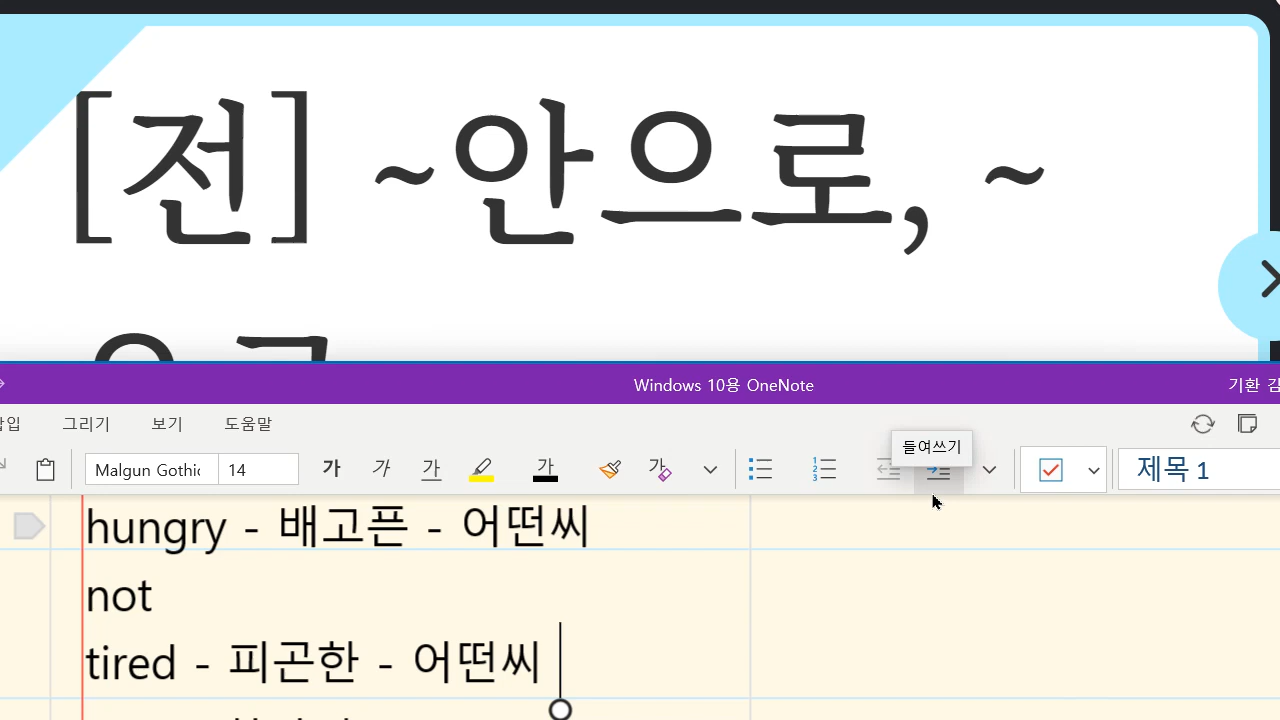 [전] ~안으로, ~
Windows 10용 OneNote
기환 김
그리기 보기 도움말
들여쓰기
Malgun Gothic 14 가 가 가 가 가 제목 1
hungry - 배고픈 - 어떤씨
not
tired - 피곤한 - 어떤씨